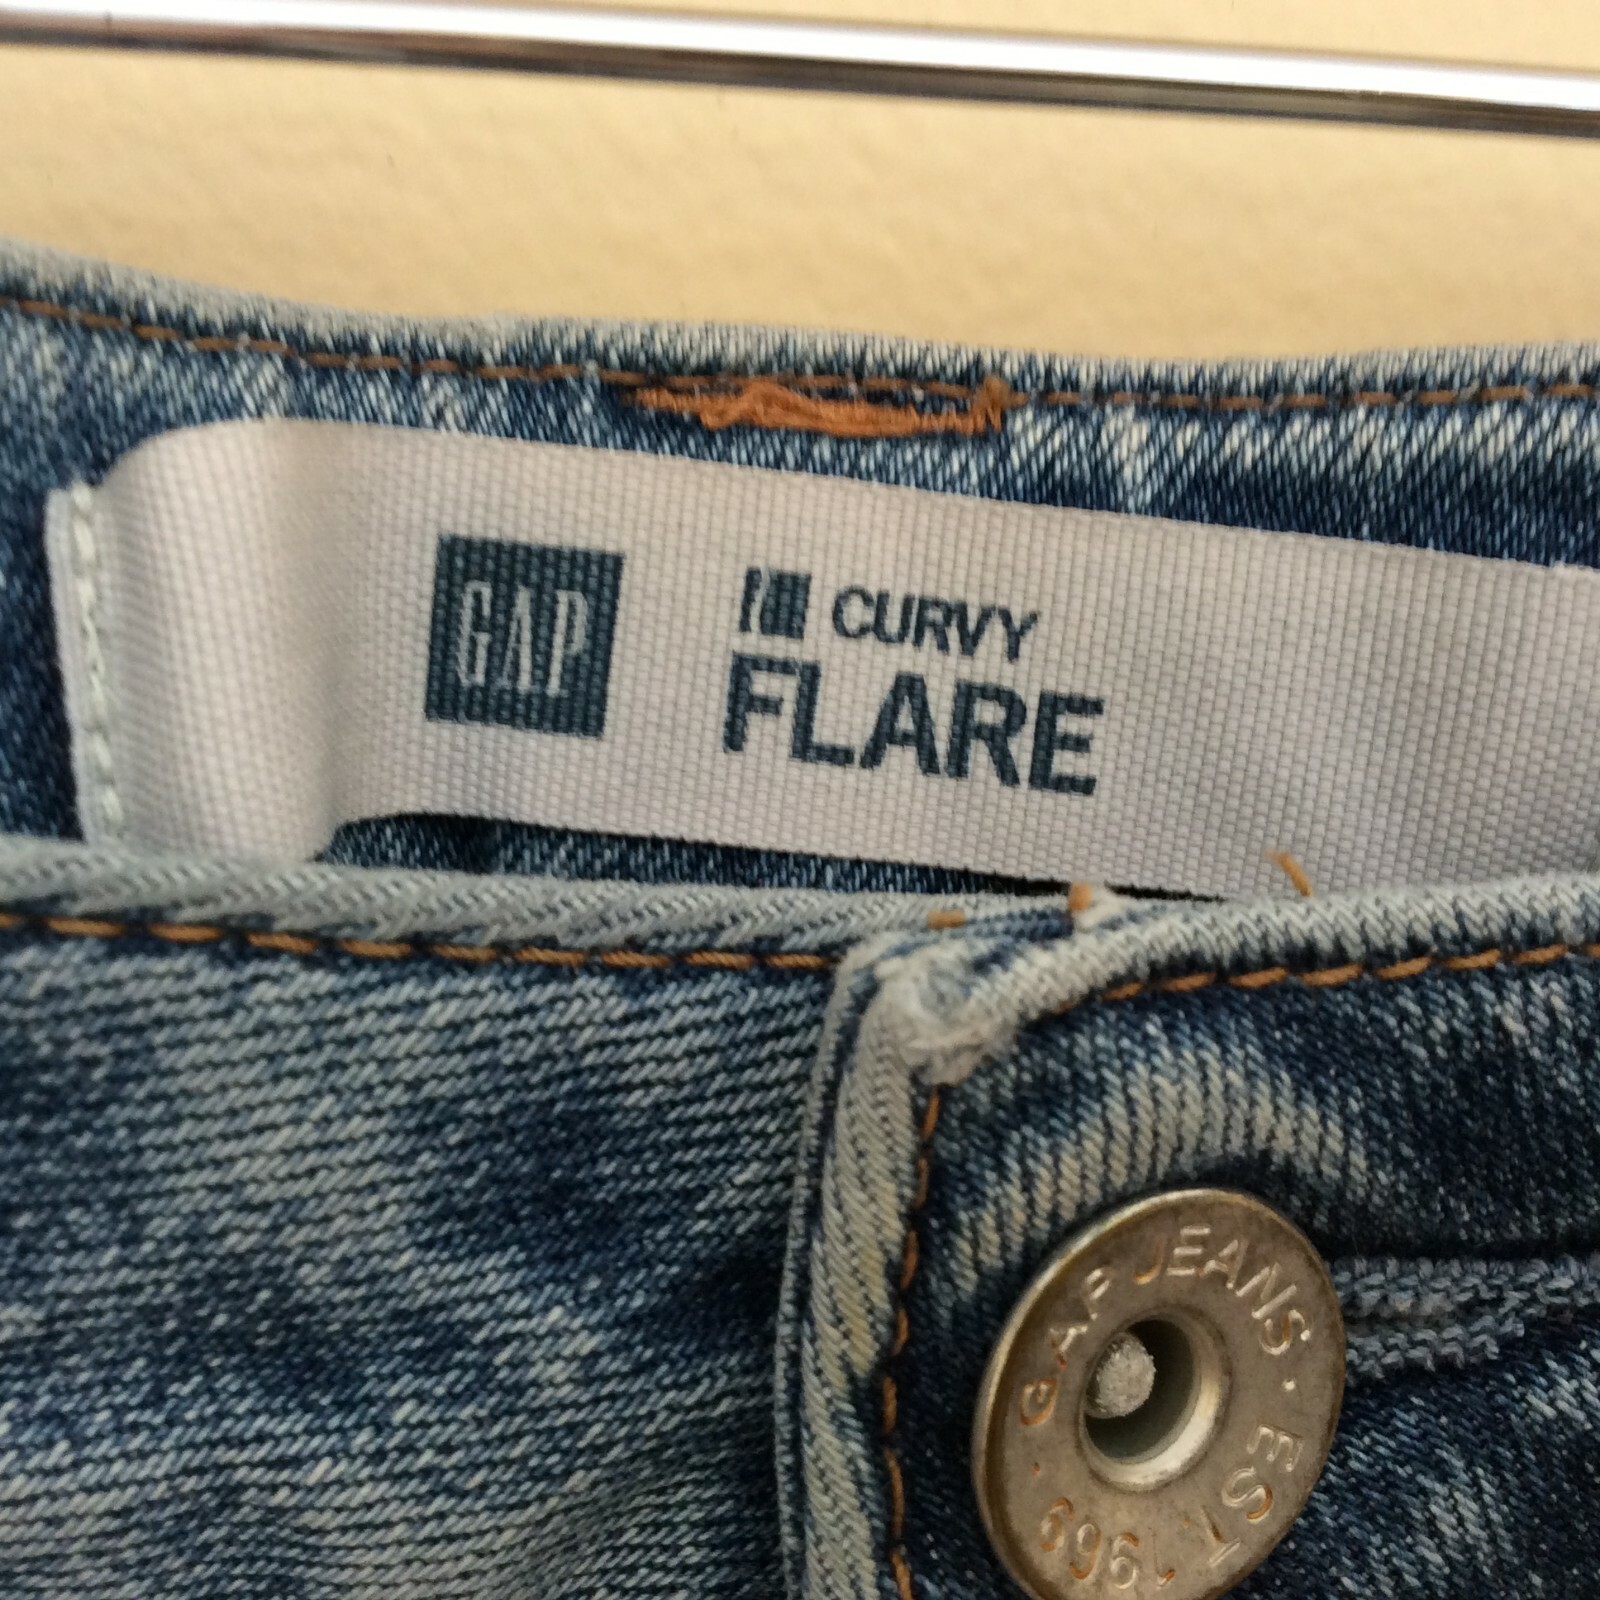 GAP
CURVY
FLARE
GAP JEANS · EST. 1969 ·